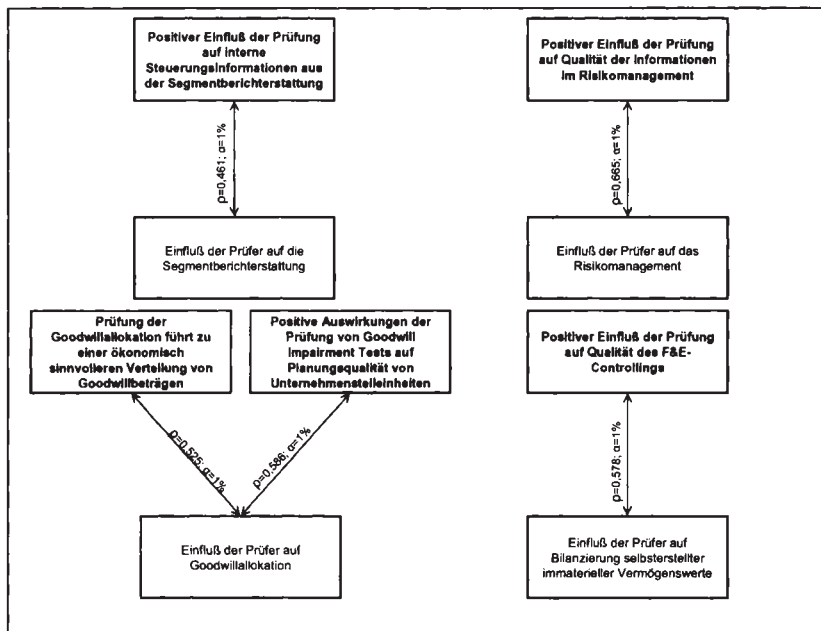 Positiver Einfluß der Prüfung
auf interne
Steuerungsinformationen aus
der Segmentberichterstattung
Positiver Einfluß der Prüfung
auf Qualität der Informationen
im Risikomanagement
ρ=0,461; α=1%
ρ=0,665; α=1%
Einfluß der Prüfer auf die
Segmentberichterstattung
Einfluß der Prüfer auf das
Risikomanagement
Prüfung der
Goodwillallokation führt zu
einer ökonomisch
sinnvolleren Verteilung von
Goodwillbeträgen
Positive Auswirkungen der
Prüfung von Goodwill
Impairment Tests auf
Planungsqualität von
Unternehmensteileinheiten
Positiver Einfluß der Prüfung
auf Qualität des F&E-
Controllings
ρ=0,525; α=1%
ρ=0,586; α=1%
ρ=0,578; α=1%
Einfluß der Prüfer auf
Goodwillallokation
Einfluß der Prüfer auf
Bilanzierung selbsterstellter
immaterieller Vermögenswerte